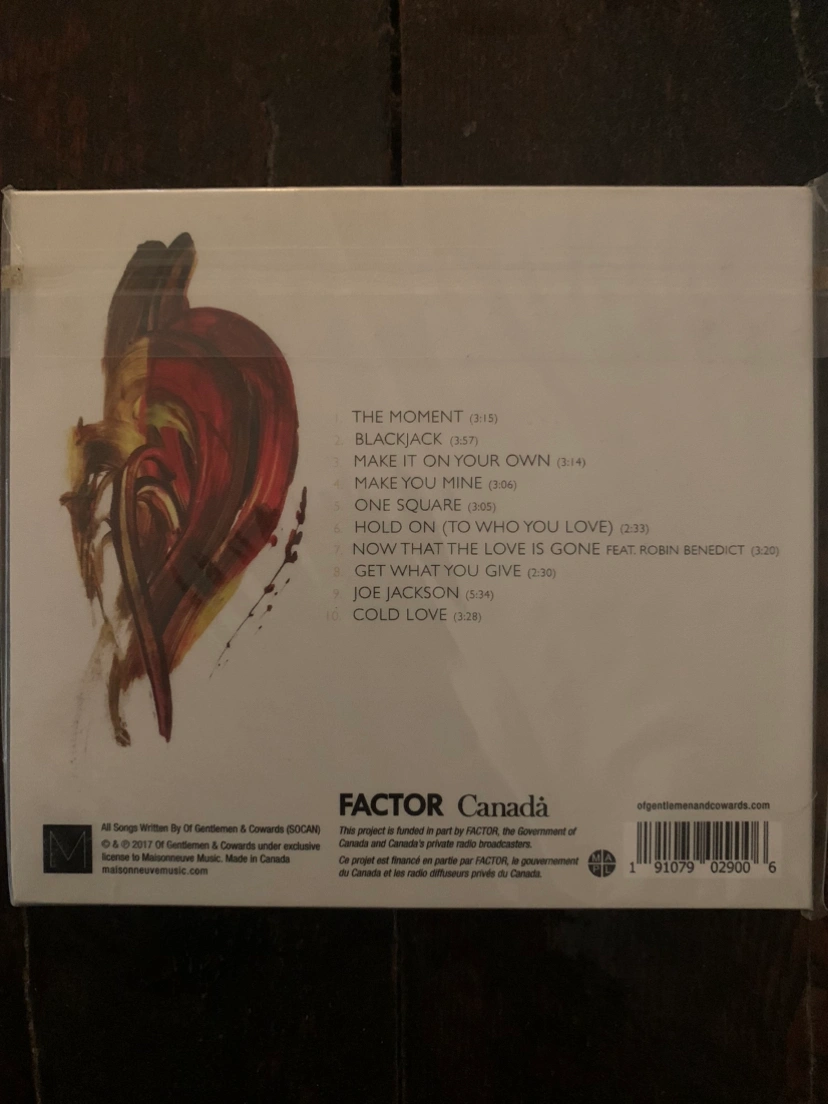 1. THE MOMENT (3:15)
2. BLACKJACK (3:57)
3. MAKE IT ON YOUR OWN (3:14)
4. MAKE YOU MINE (3:06)
5. ONE SQUARE (3:05)
6. HOLD ON (TO WHO YOU LOVE) (2:33)
7. NOW THAT THE LOVE IS GONE FEAT. ROBIN BENEDICT (3:20)
8. GET WHAT YOU GIVE (2:30)
9. JOE JACKSON (5:34)
10. COLD LOVE (3:28)
M
All Songs Written By Of Gentlemen & Cowards (SOCAN)
© & ℗ 2017 Of Gentlemen & Cowards under exclusive
license to Maisonneuve Music. Made in Canada
maisonneuvemusic.com
FACTOR Canada
This project is funded in part by FACTOR, the Government of
Canada and Canada's private radio broadcasters.
Ce projet est financé en partie par FACTOR, le gouvernement
du Canada et les radio diffuseurs privés du Canada.
MAPL
ofgentlemenandcowards.com
1 91079 02900 6